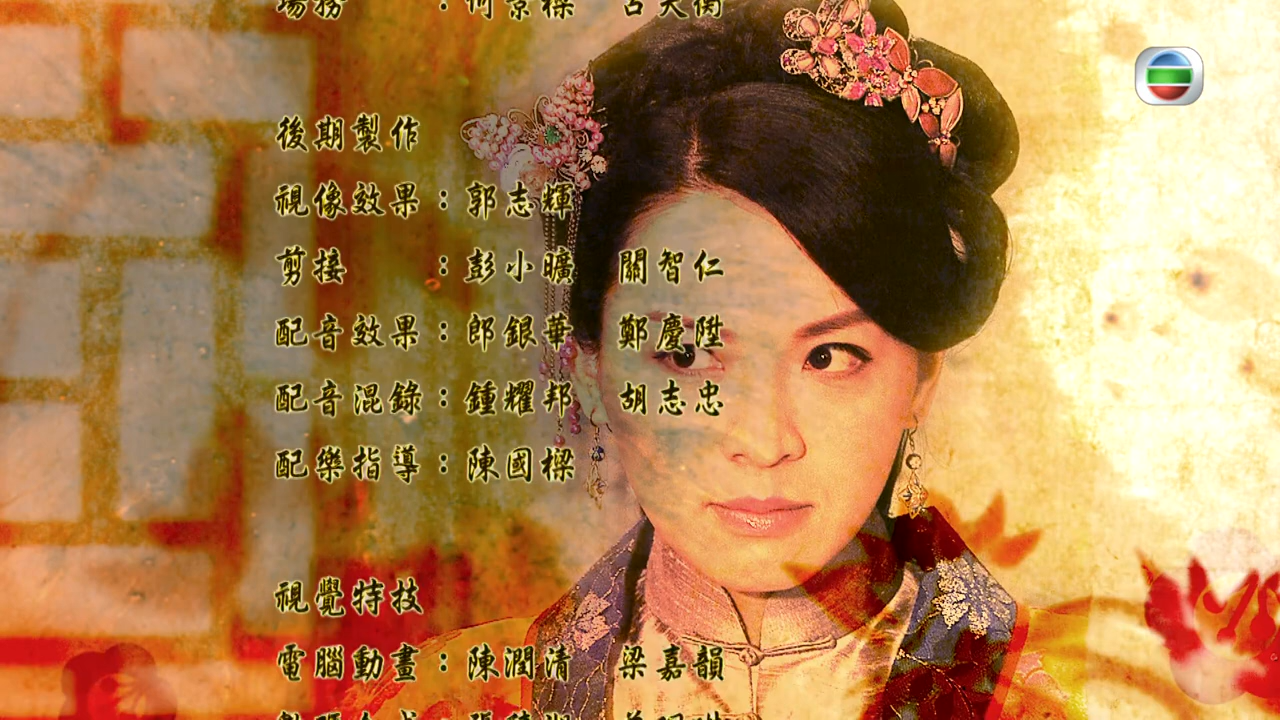 後期製作
視像效果：郭志輝
剪接　　：彭小曠　關智仁
配音效果：郎銀華　鄭慶陞
配音混錄：鍾耀邦　胡志忠
配樂指導：陳國樑
視覺特技
電腦動畫：陳潤清　梁嘉韻